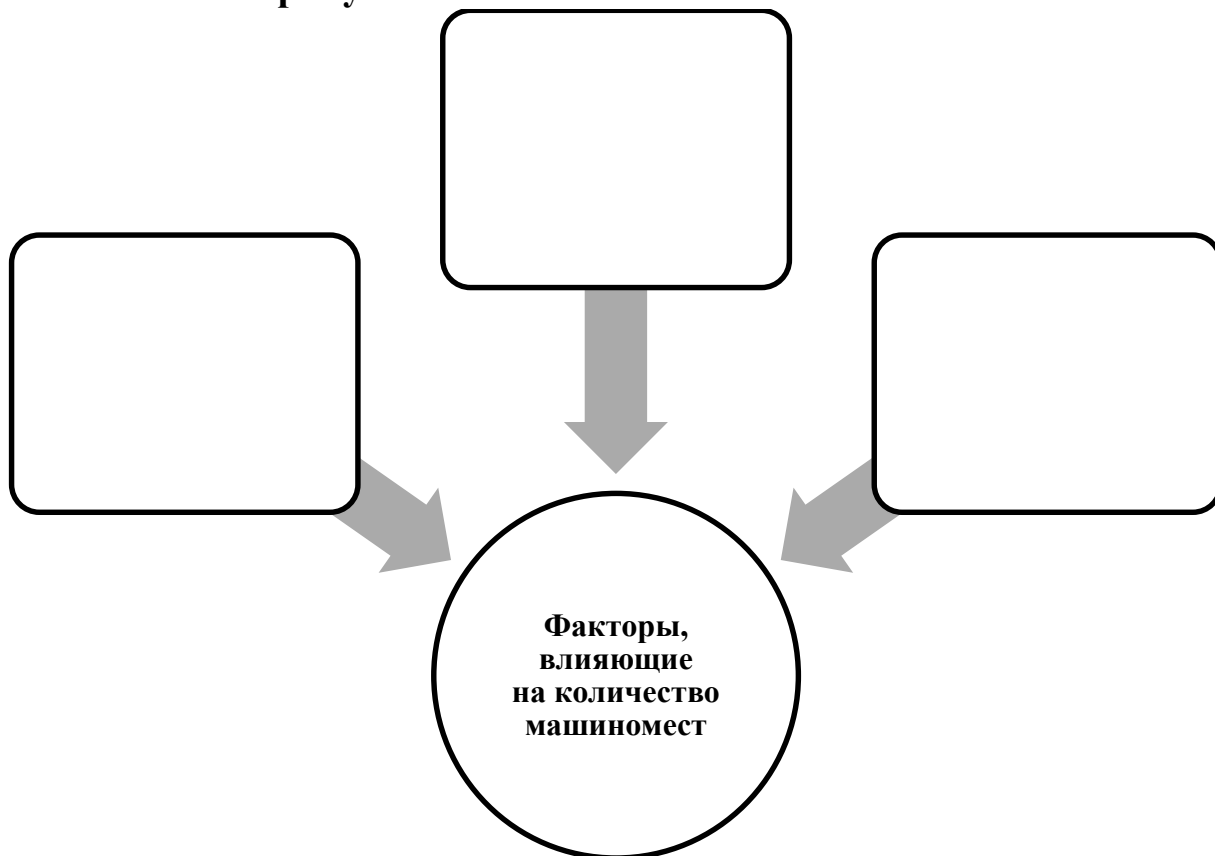 Факторы,
влияющие
на количество
машиномест